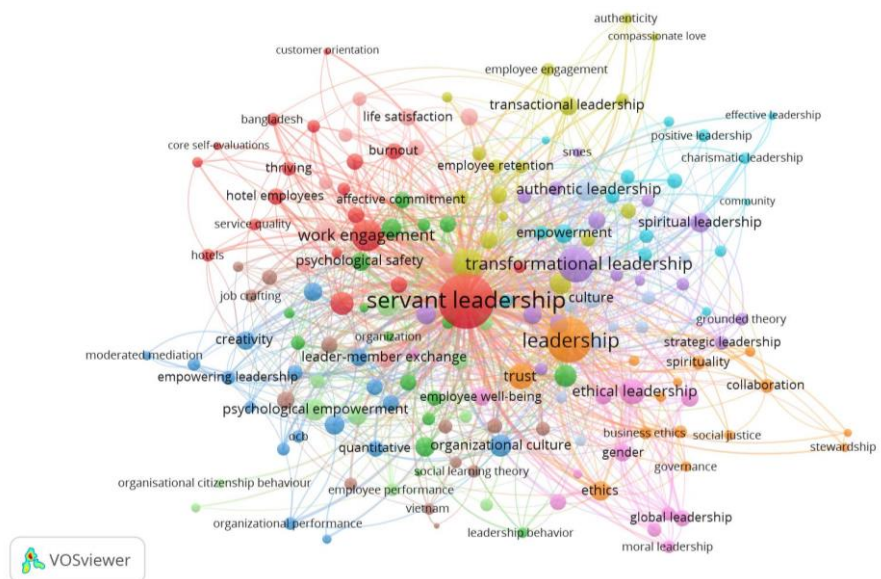 authenticity
compassionate love
customer orientation
employee engagement
transactional leadership
bangladesh
life satisfaction
effective leadership
core self-evaluations
burnout
positive leadership
smes
charismatic leadership
thriving
employee retention
hotel employees
affective commitment
authentic leadership
community
service quality
work engagement
empowerment
spiritual leadership
hotels
psychological safety
transformational leadership
job crafting
servant leadership
culture
grounded theory
creativity
organization
leadership
strategic leadership
moderated mediation
leader-member exchange
spirituality
empowering leadership
trust
collaboration
employee well-being
ethical leadership
psychological empowerment
ocb
quantitative
organizational culture
business ethics
social justice
stewardship
gender
social learning theory
governance
organisational citizenship behaviour
employee performance
ethics
vietnam
organizational performance
leadership behavior
global leadership
moral leadership
VOSviewer